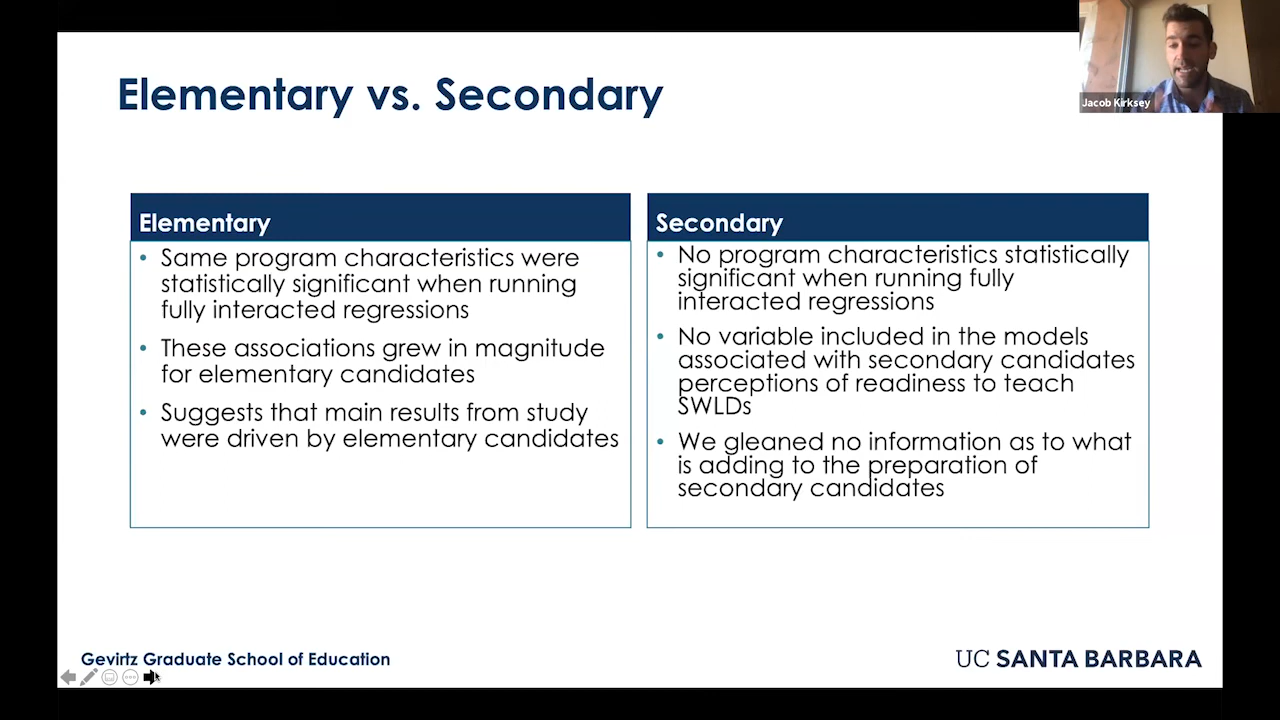 Elementary vs. Secondary
Jacob Kirksey
Elementary
• Same program characteristics were
statistically significant when running
fully interacted regressions
• These associations grew in magnitude
for elementary candidates
• Suggests that main results from study
were driven by elementary candidates
Secondary
• No program characteristics statistically
significant when running fully
interacted regressions
• No variable included in the models
associated with secondary candidates
perceptions of readiness to teach
SWLDs
• We gleaned no information as to what
is adding to the preparation of
secondary candidates
Gevirtz Graduate School of Education
UC SANTA BARBARA